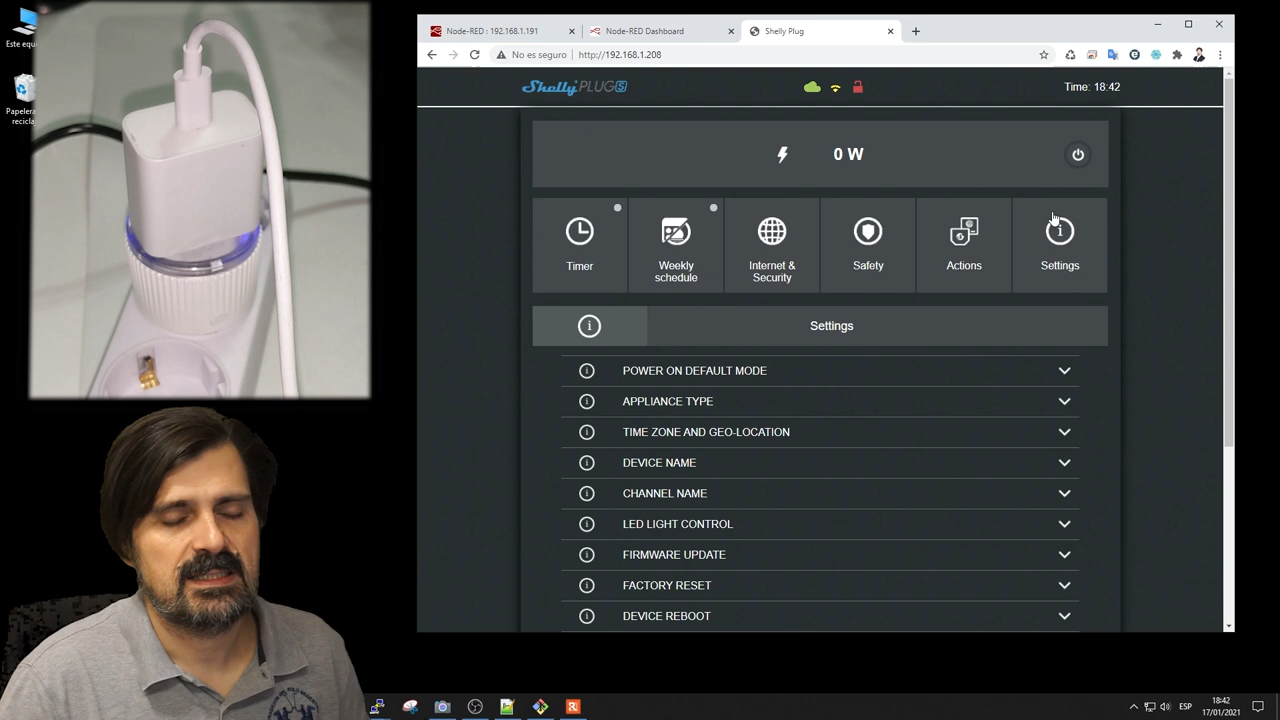 Este equ
Papelera
recicla
Node-RED : 192.168.1.191
Node-RED Dashboard
Shelly Plug
No es seguro
http://192.168.1.208
Shelly PLUG S
Time: 18:42
0 W
Timer
Weekly
schedule
Internet &
Security
Safety
Actions
Settings
Settings
POWER ON DEFAULT MODE
APPLIANCE TYPE
TIME ZONE AND GEO-LOCATION
DEVICE NAME
CHANNEL NAME
LED LIGHT CONTROL
FIRMWARE UPDATE
FACTORY RESET
DEVICE REBOOT
ESP
18:42
17/01/2021